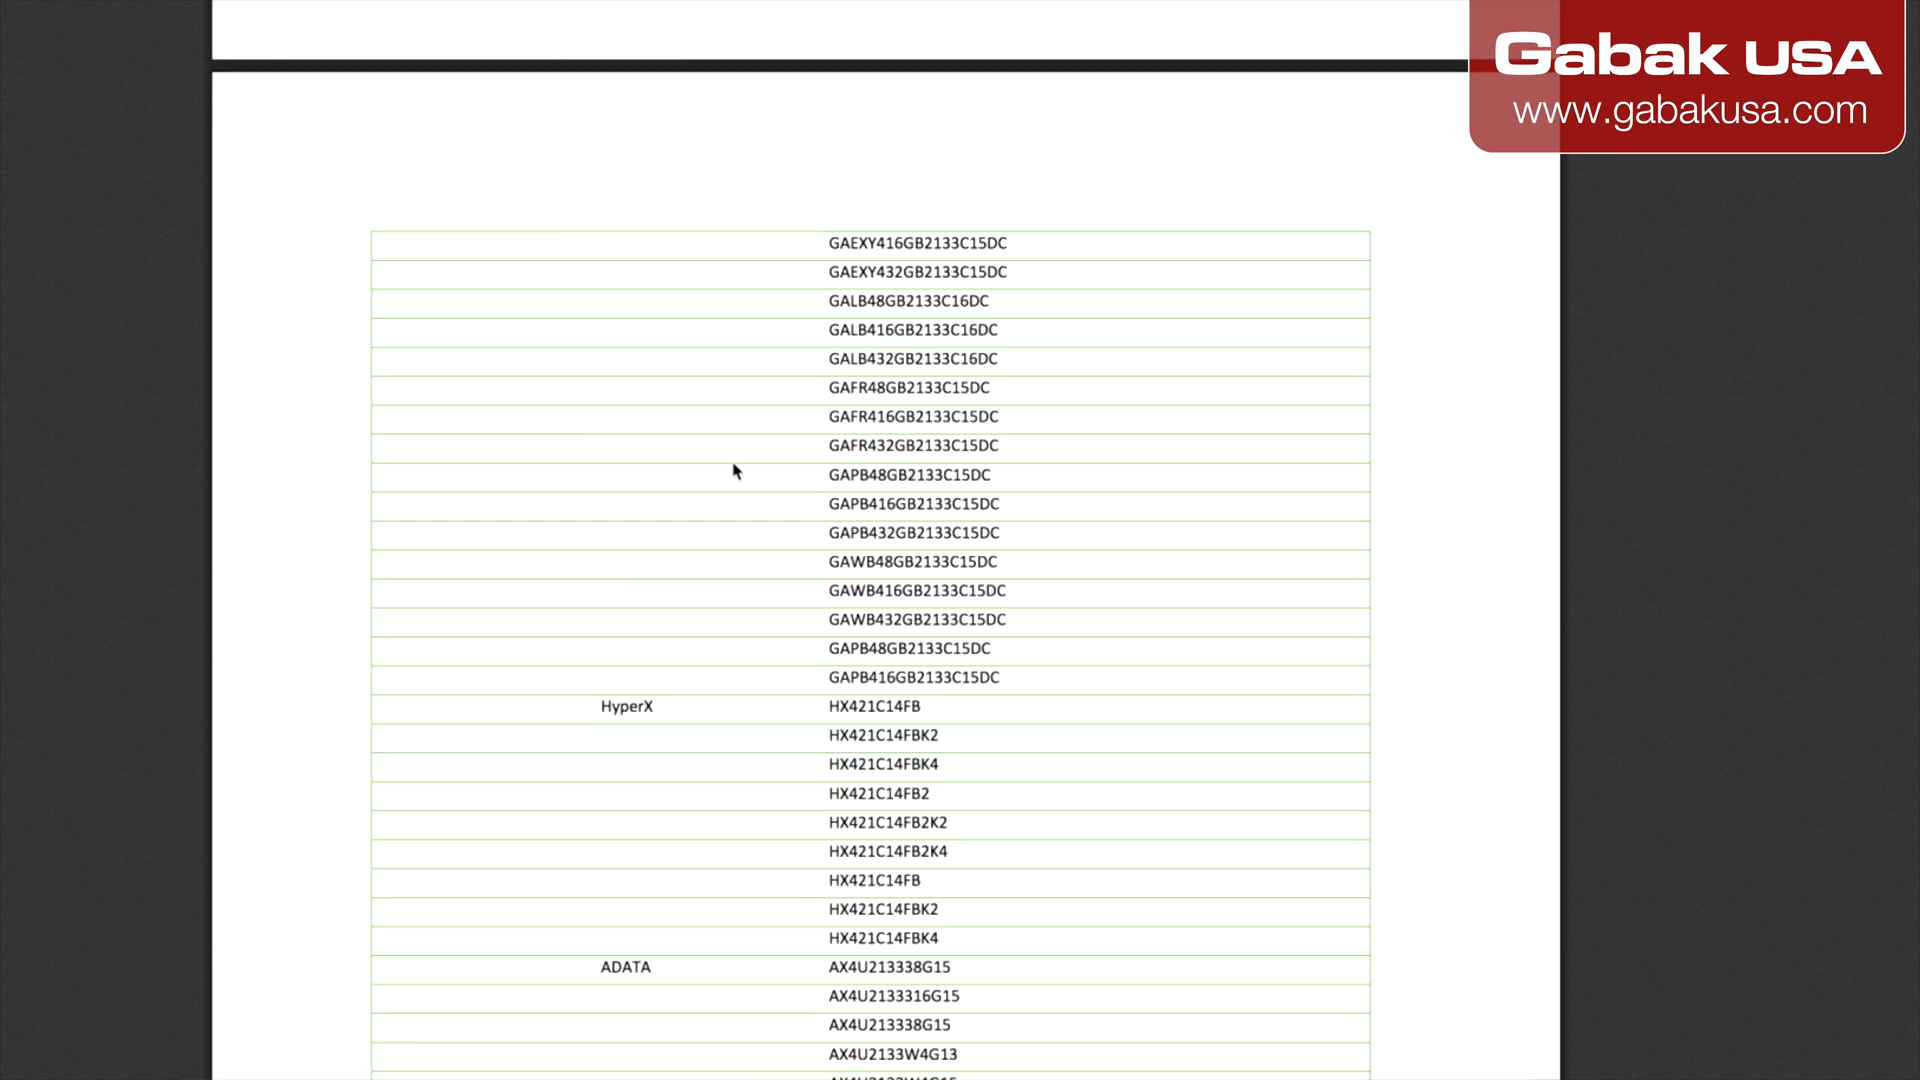 Gabak USA
www.gabakusa.com
GAEXY416GB2133C15DC
GAEXY432GB2133C15DC
GALB48GB2133C16DC
GALB416GB2133C16DC
GALB432GB2133C16DC
GAFR48GB2133C15DC
GAFR416GB2133C15DC
GAFR432GB2133C15DC
GAPB48GB2133C15DC
GAPB416GB2133C15DC
GAPB432GB2133C15DC
GAWB48GB2133C15DC
GAWB416GB2133C15DC
GAWB432GB2133C15DC
GAPB48GB2133C15DC
GAPB416GB2133C15DC
HyperX HX421C14FB
HX421C14FBK2
HX421C14FBK4
HX421C14FB2
HX421C14FB2K2
HX421C14FB2K4
HX421C14FB
HX421C14FBK2
HX421C14FBK4
ADATA AX4U213338G15
AX4U2133316G15
AX4U213338G15
AX4U2133W4G13